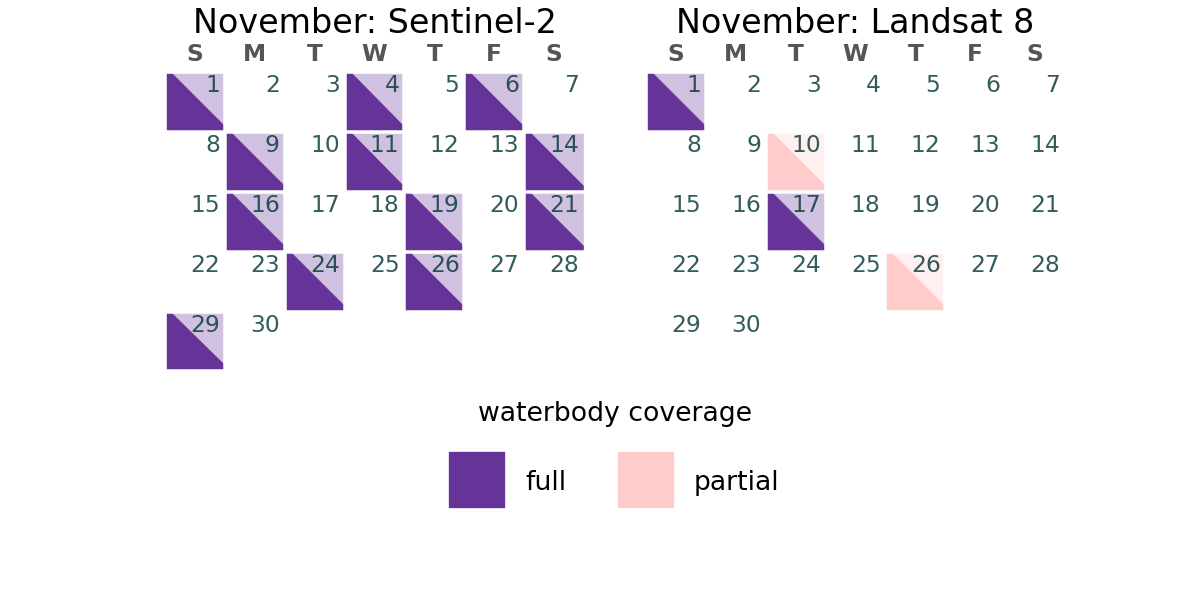 November: Sentinel-2
S M T W T F S
1 2 3 4 5 6 7
8 9 10 11 12 13 14
15 16 17 18 19 20 21
22 23 24 25 26 27 28
29 30
November: Landsat 8
S M T W T F S
1 2 3 4 5 6 7
8 9 10 11 12 13 14
15 16 17 18 19 20 21
22 23 24 25 26 27 28
29 30
waterbody coverage
full partial